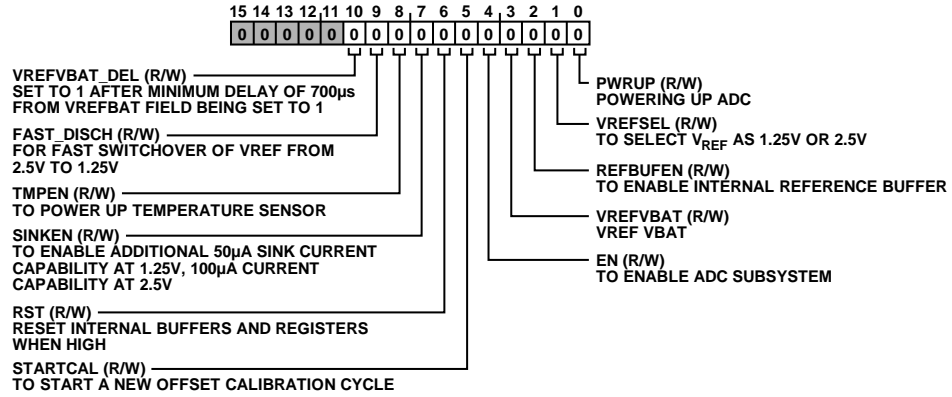 15 14 13 12 11 10 9 8 7 6 5 4 3 2 1 0
0 0 0 0 0 0 0 0 0 0 0 0 0 0 0 0
VREFVBAT_DEL (R/W)
SET TO 1 AFTER MINIMUM DELAY OF 700µs
FROM VREFBAT FIELD BEING SET TO 1
FAST_DISCH (R/W)
FOR FAST SWITCHOVER OF VREF FROM
2.5V TO 1.25V
TMPEN (R/W)
TO POWER UP TEMPERATURE SENSOR
SINKEN (R/W)
TO ENABLE ADDITIONAL 50µA SINK CURRENT
CAPABILITY AT 1.25V, 100µA CURRENT
CAPABILITY AT 2.5V
RST (R/W)
RESET INTERNAL BUFFERS AND REGISTERS
WHEN HIGH
STARTCAL (R/W)
TO START A NEW OFFSET CALIBRATION CYCLE
PWRUP (R/W)
POWERING UP ADC
VREFSEL (R/W)
TO SELECT VREF AS 1.25V OR 2.5V
REFBUFEN (R/W)
TO ENABLE INTERNAL REFERENCE BUFFER
VREFVBAT (R/W)
VREF VBAT
EN (R/W)
TO ENABLE ADC SUBSYSTEM